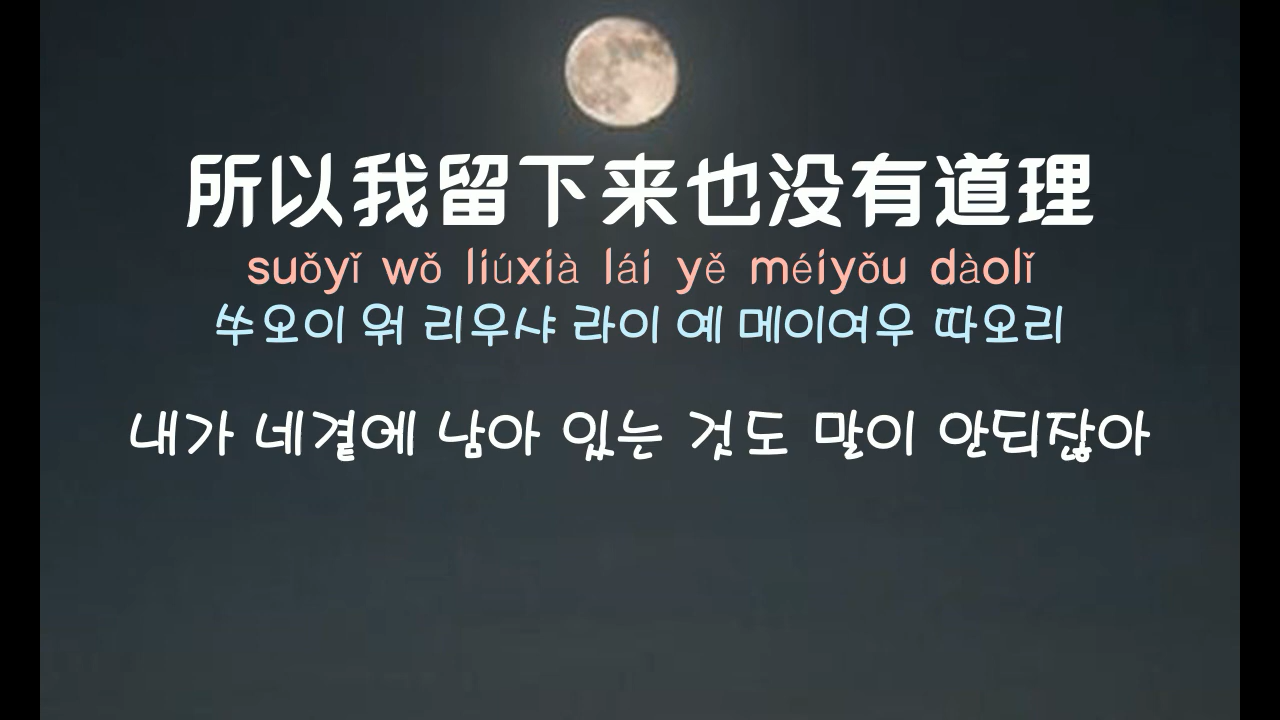 所以我留下来也没有道理
suǒyǐ wǒ liúxià lái yě méiyǒu dàolǐ
쑤오이 워 리우샤 라이 예 메이여우 따오리
내가 네곁에 남아 있는 것도 말이 안되잖아